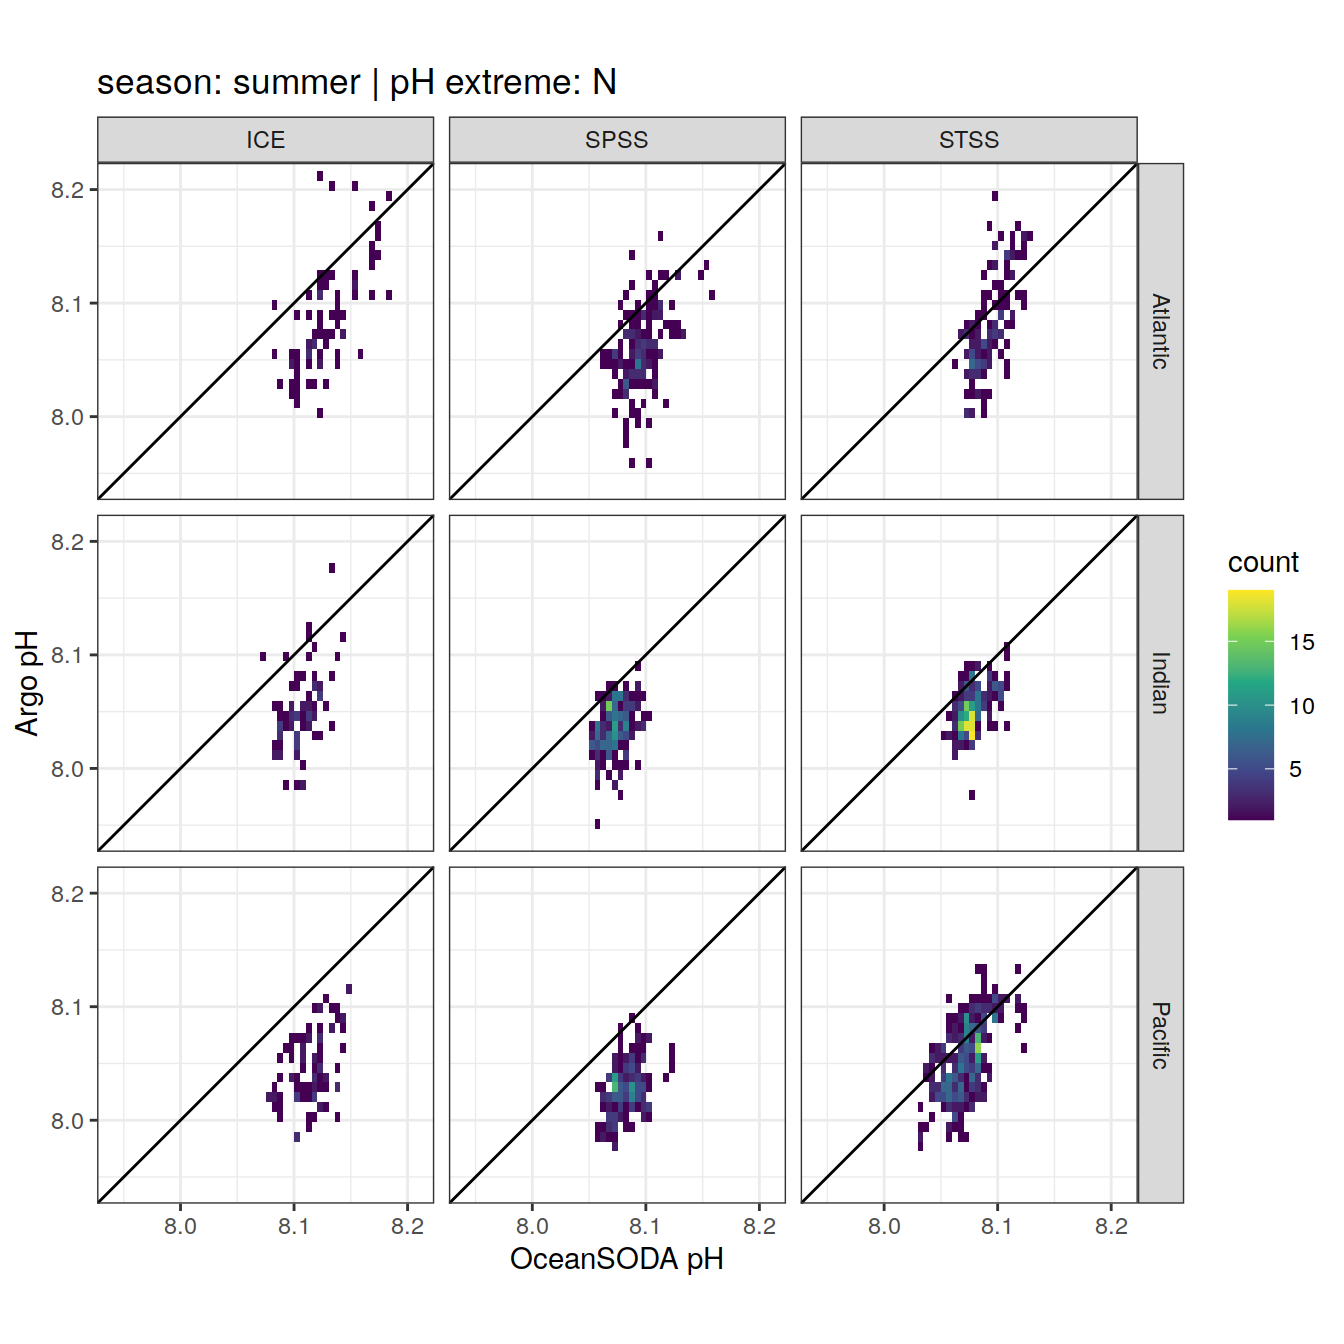 season: summer | pH extreme: N
ICE
SPSS
STSS
8.2
8.1
8.0
Atlantic
8.2
8.1
8.0
Indian
8.2
8.1
8.0
Pacific
8.0 8.1 8.2
8.0 8.1 8.2
8.0 8.1 8.2
OceanSODA pH
Argo pH
count
15
10
5